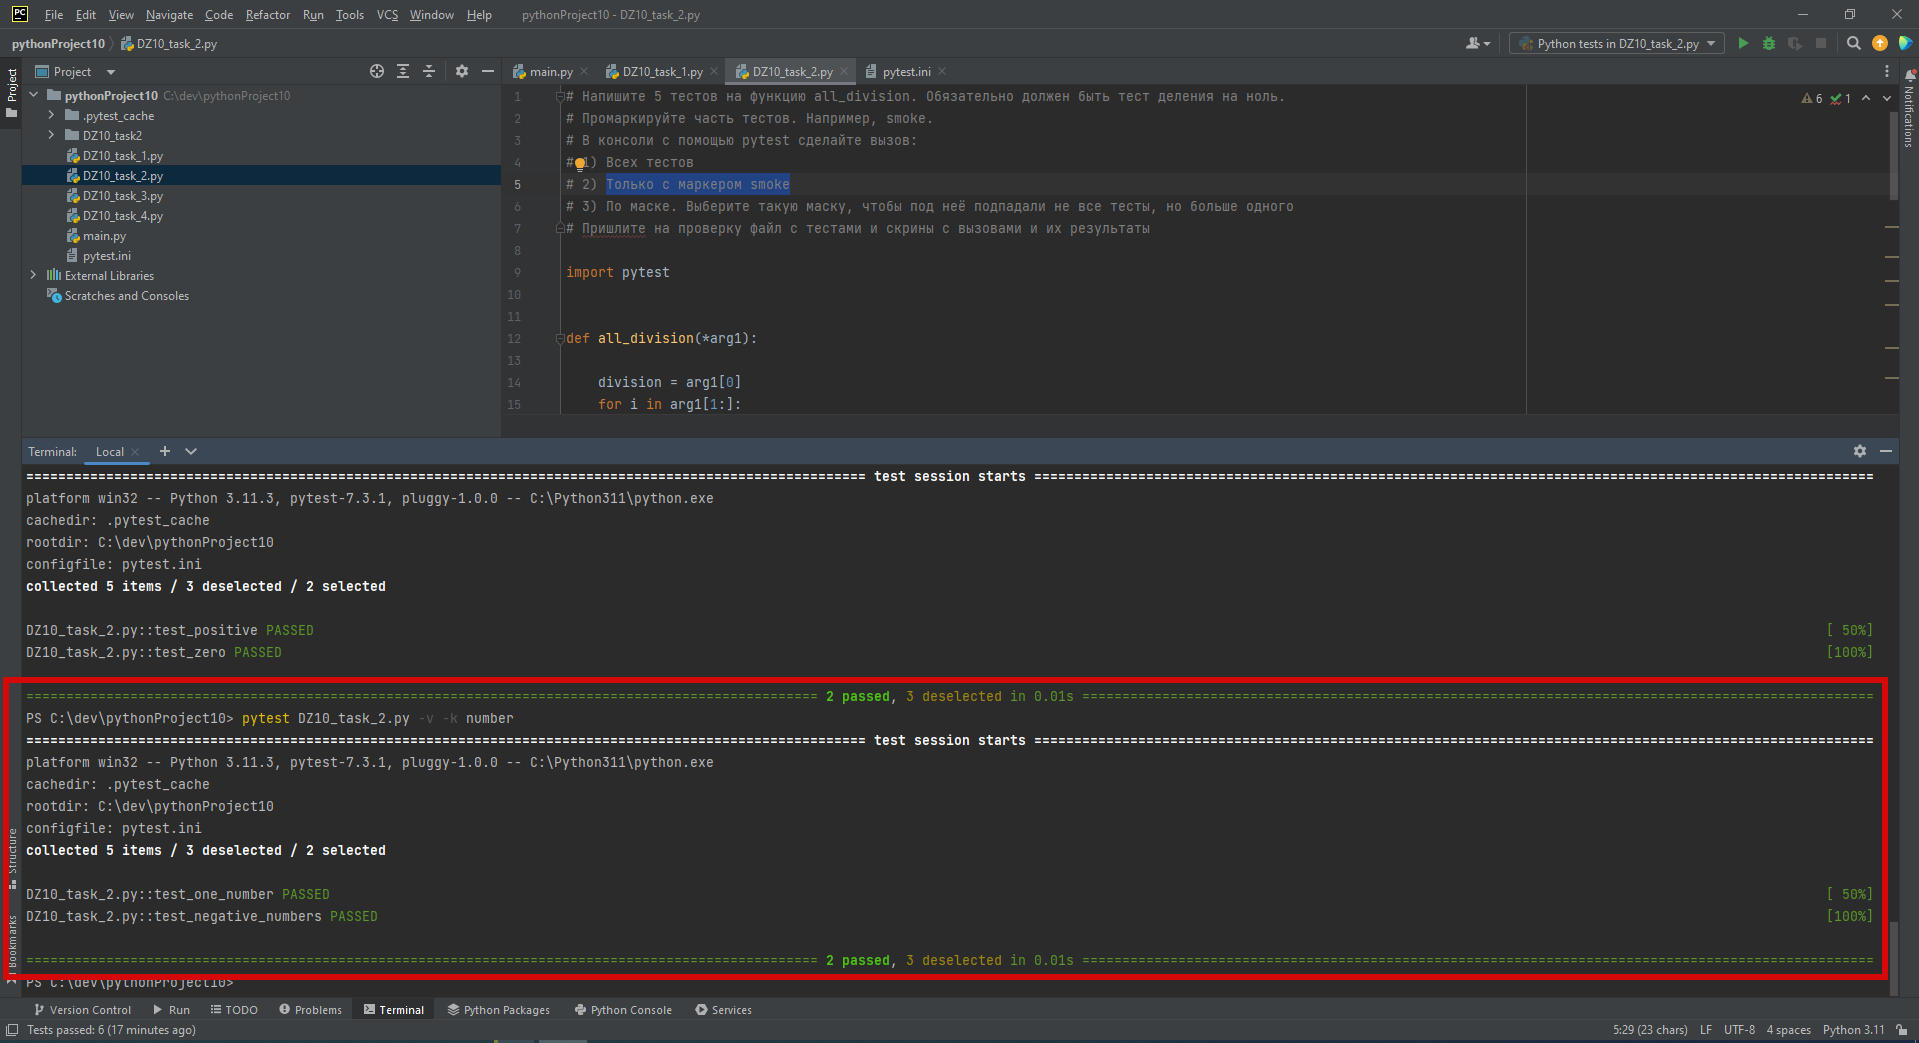 PC File Edit View Navigate Code Refactor Run Tools VCS Window Help pythonProject10 - DZ10_task_2.py
pythonProject10 DZ10_task_2.py
Python tests in DZ10_task_2.py
Project
Project
main.py DZ10_task_1.py DZ10_task_2.py pytest.ini
Notifications
pythonProject10 C:\dev\pythonProject10
.pytest_cache
DZ10_task2
DZ10_task_1.py
DZ10_task_2.py
DZ10_task_3.py
DZ10_task_4.py
main.py
pytest.ini
External Libraries
Scratches and Consoles
6 1
1 # Напишите 5 тестов на функцию all_division. Обязательно должен быть тест деления на ноль.
2 # Промаркируйте часть тестов. Например, smoke.
3 # В консоли с помощью pytest сделайте вызов:
4 # 1) Всех тестов
5 # 2) Только с маркером smoke
6 # 3) По маске. Выберите такую маску, чтобы под неё подпадали не все тесты, но больше одного
7 # Пришлите на проверку файл с тестами и скрины с вызовами и их результаты
8
9 import pytest
10
11
12 def all_division(*arg1):
13
14 division = arg1[0]
15 for i in arg1[1:]:
Terminal: Local
========== test session starts ==========
platform win32 -- Python 3.11.3, pytest-7.3.1, pluggy-1.0.0 -- C:\Python311\python.exe
cachedir: .pytest_cache
rootdir: C:\dev\pythonProject10
configfile: pytest.ini
collected 5 items / 3 deselected / 2 selected
DZ10_task_2.py::test_positive PASSED [ 50%]
DZ10_task_2.py::test_zero PASSED [100%]
========== 2 passed, 3 deselected in 0.01s ==========
PS C:\dev\pythonProject10> pytest DZ10_task_2.py -v -k number
========== test session starts ==========
platform win32 -- Python 3.11.3, pytest-7.3.1, pluggy-1.0.0 -- C:\Python311\python.exe
cachedir: .pytest_cache
rootdir: C:\dev\pythonProject10
configfile: pytest.ini
collected 5 items / 3 deselected / 2 selected
DZ10_task_2.py::test_one_number PASSED [ 50%]
DZ10_task_2.py::test_negative_numbers PASSED [100%]
========== 2 passed, 3 deselected in 0.01s ==========
PS C:\dev\pythonProject10>
Structure
Bookmarks
Version Control Run TODO Problems Terminal Python Packages Python Console Services
Tests passed: 6 (17 minutes ago) 5:29 (23 chars) LF UTF-8 4 spaces Python 3.11